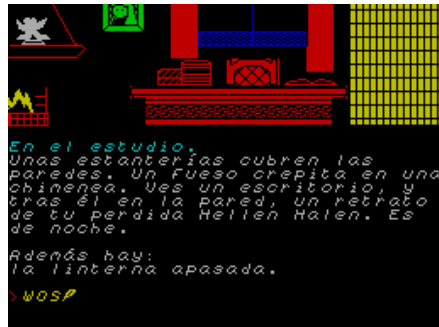 En el estudio.
Unas estanterías cubren las
paredes. Un fuego crepita en una
chimenea. Ves un escritorio, y
tras él en la pared, un retrato
de tu perdida Hellen Halen. Es
de noche.
Además hay:
la linterna apagada.
>wos